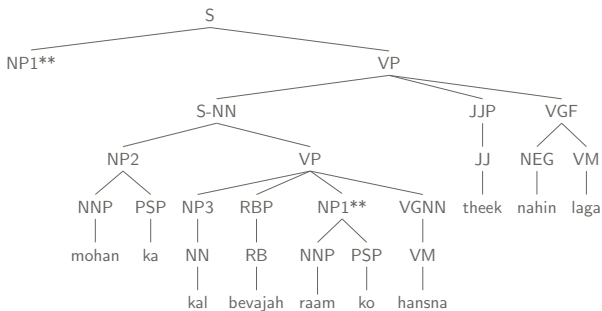 S
NP1** VP
S-NN JJP VGF
NP2 VP JJ NEG VM
NNP PSP NP3 RBP NP1** VGNN theek nahin laga
mohan ka NN RB NNP PSP VM
kal bevajah raam ko hansna